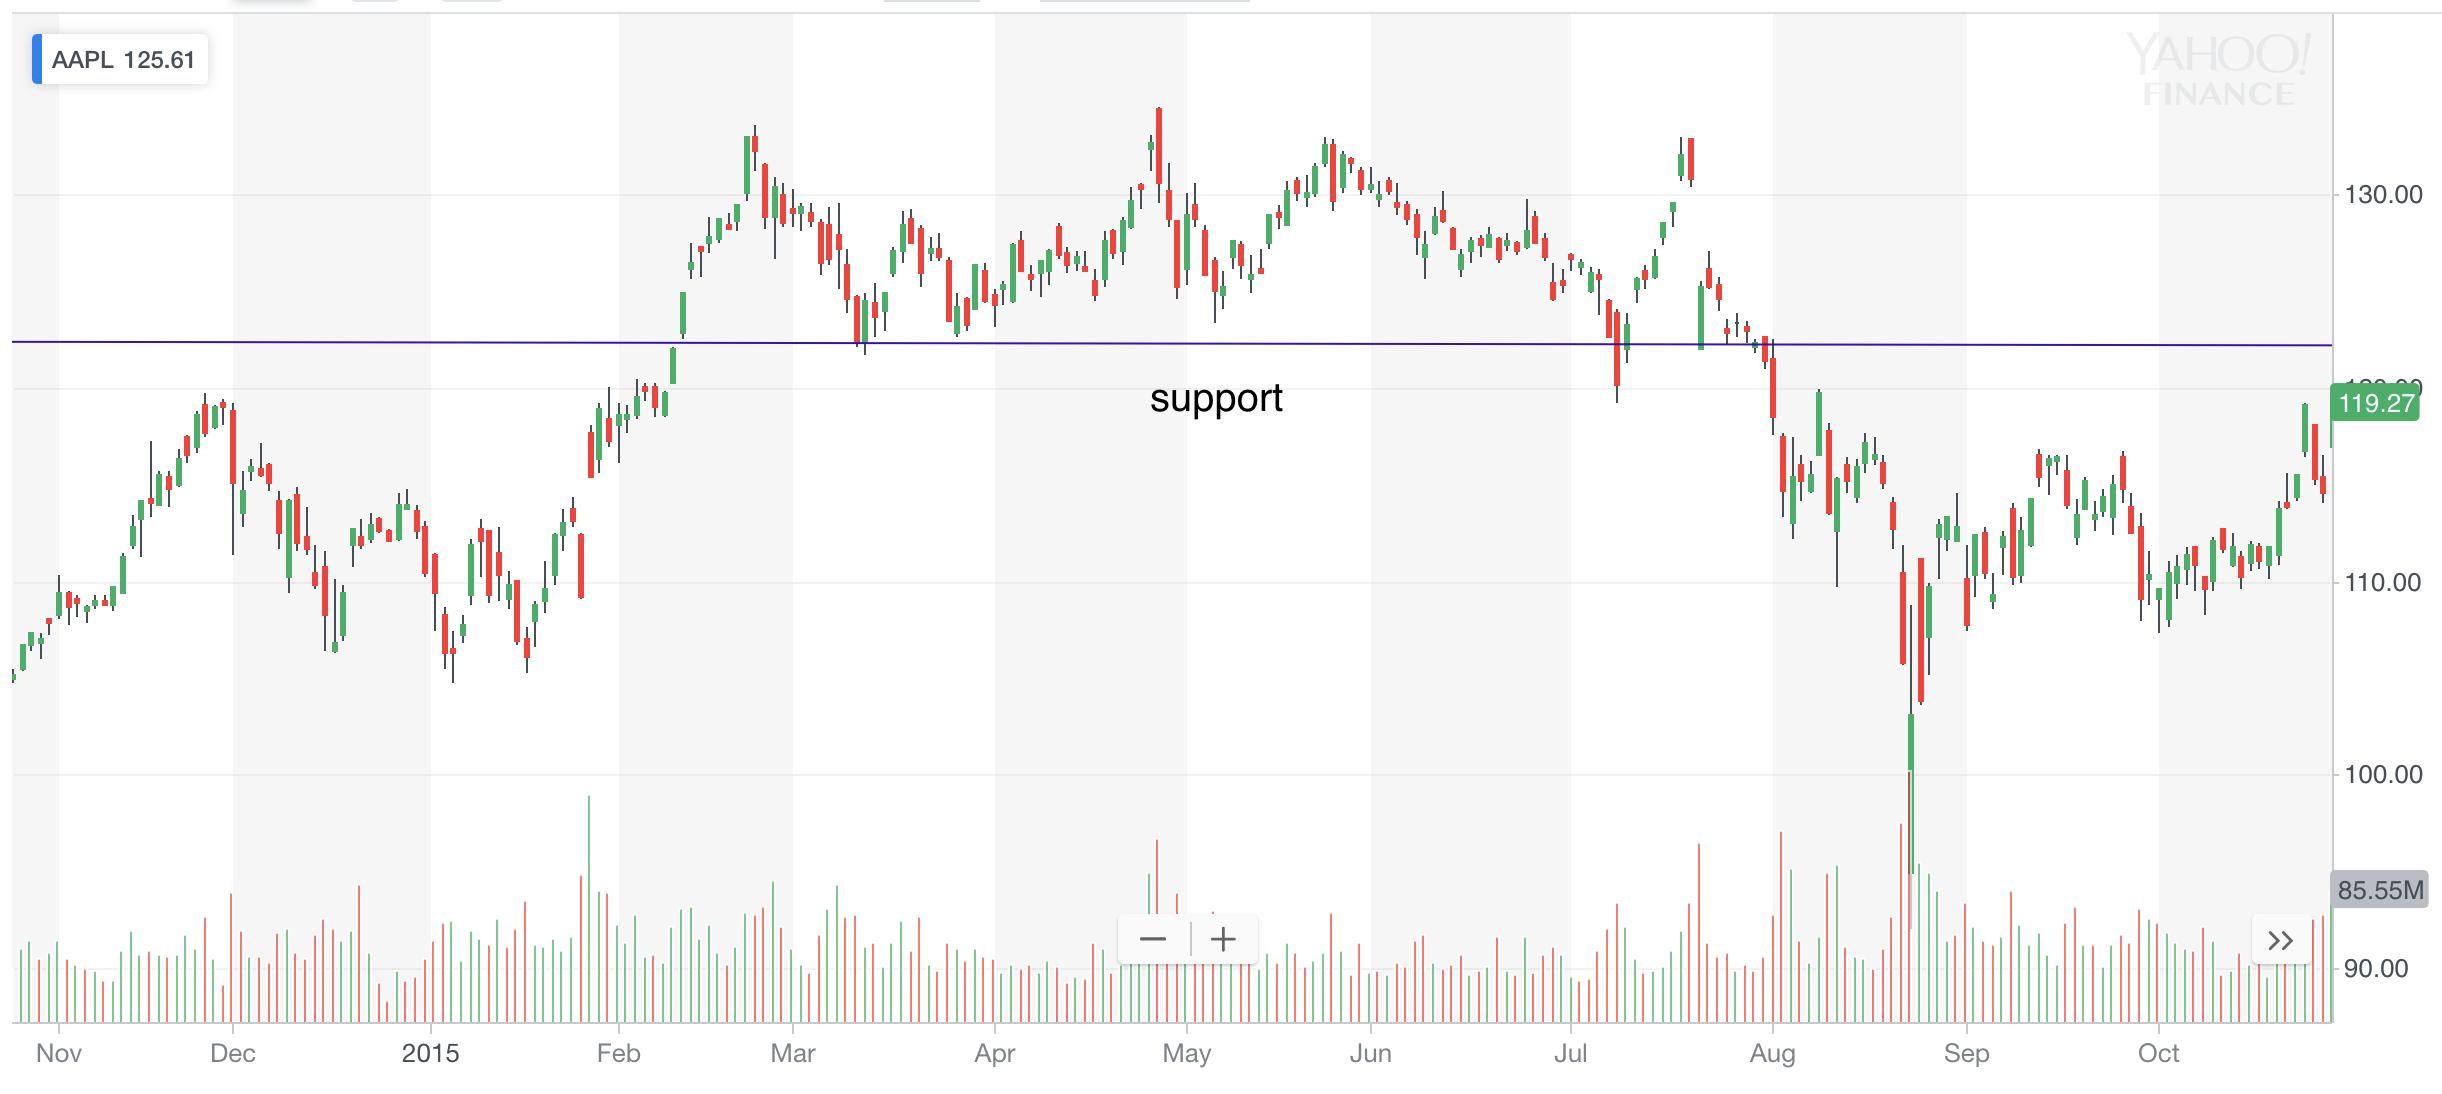 AAPL 125.61
YAHOO!
FINANCE
130.00
support
119.27
110.00
100.00
85.55M
90.00
Nov Dec 2015 Feb Mar Apr May Jun Jul Aug Sep Oct